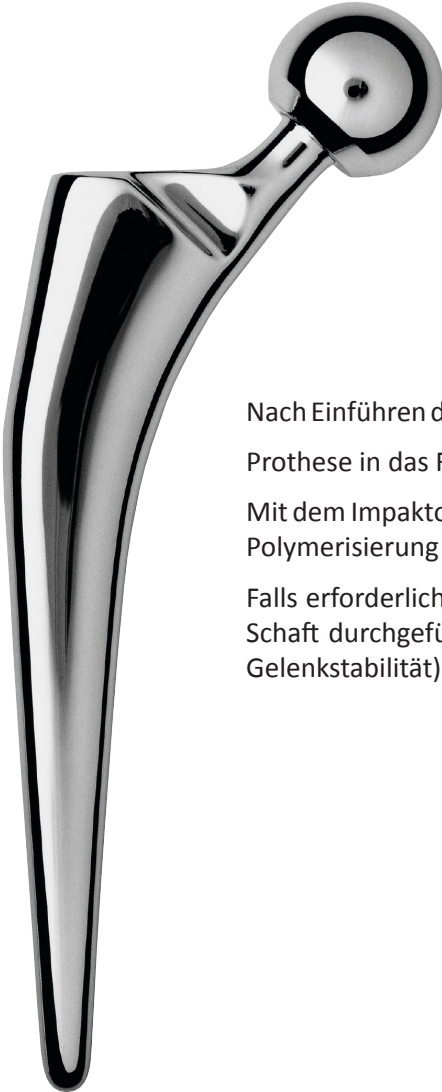 Nach Einführen d
Prothese in das F
Mit dem Impakto
Polymerisierung
Falls erforderlich
Schaft durchgefü
Gelenkstabilität)